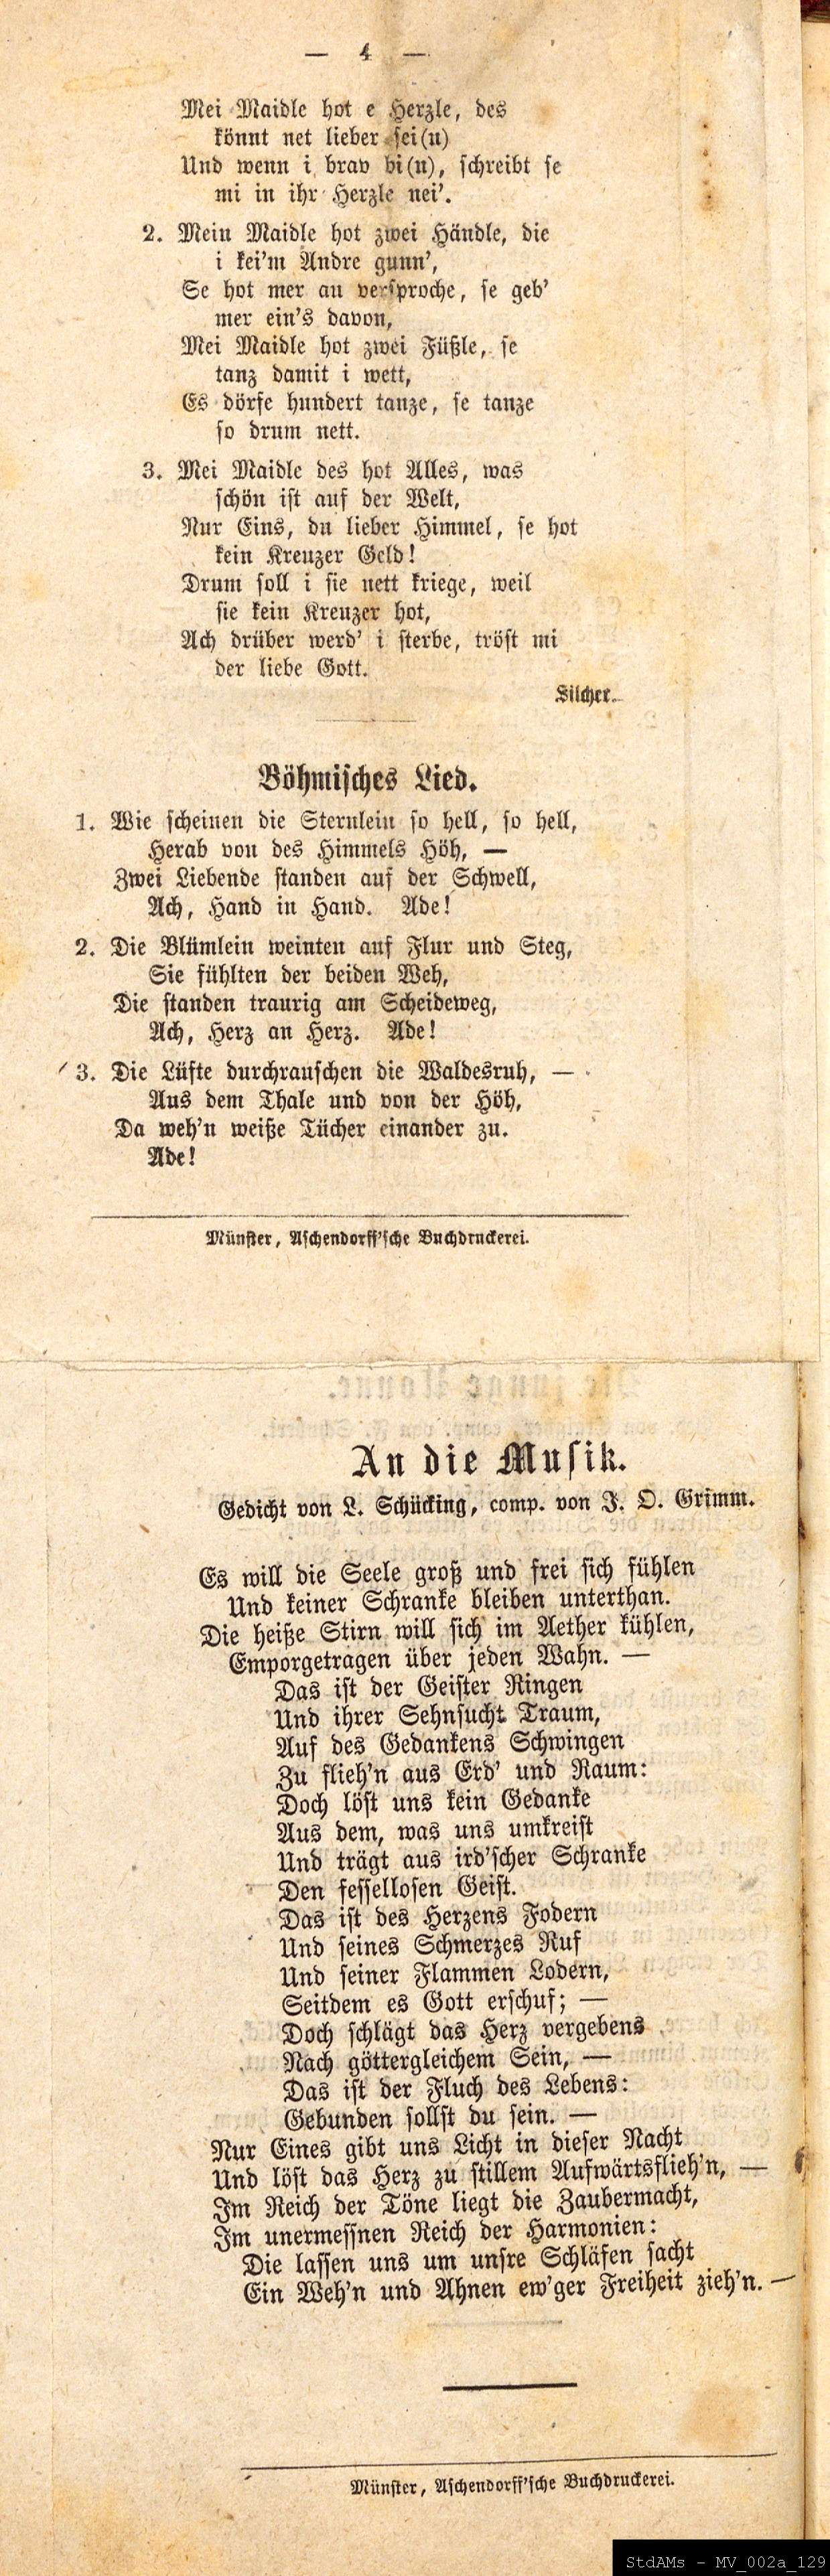 — 4 —
Mei Maidle hot e Herzle, des
könnt net lieber sei(n)
Und wenn i brav bi(n), schreibt se
mi in ihr Herzle nei'.
2. Mein Maidle hot zwei Händle, die
i kei'm Andre gunn',
Se hot mer au versproche, se geb'
mer ein's davon,
Mei Maidle hot zwei Füßle, se
tanz damit i wett,
Es dörfe hundert tanze, se tanze
so drum nett.
3. Mei Maidle des hot Alles, was
schön ist auf der Welt,
Nur Eins, du lieber Himmel, se hot
kein Kreuzer Geld!
Drum soll i sie nett kriege, weil
sie kein Kreuzer hot,
Ach drüber werd' i sterbe, tröst mi
der liebe Gott.
Silcher.
Böhmisches Lied.
1. Wie scheinen die Sternlein so hell, so hell,
Herab von des Himmels Höh, —
Zwei Liebende standen auf der Schwell,
Ach, Hand in Hand. Ade!
2. Die Blümlein weinten auf Flur und Steg,
Sie fühlten der beiden Weh,
Die standen traurig am Scheideweg,
Ach, Herz an Herz. Ade!
3. Die Lüfte durchrauschen die Waldesruh, —
Aus dem Thale und von der Höh,
Da weh'n weiße Tücher einander zu.
Ade!
Münster, Aschendorff'sche Buchdruckerei.
An die Musik.
Gedicht von L. Schücking, comp. von J. O. Grimm.
Es will die Seele groß und frei sich fühlen
Und keiner Schranke bleiben unterthan.
Die heiße Stirn will sich im Aether kühlen,
Emporgetragen über jeden Wahn. —
Das ist der Geister Ringen
Und ihrer Sehnsucht Traum,
Auf des Gedankens Schwingen
Zu flieh'n aus Erd' und Raum:
Doch löst uns kein Gedanke
Aus dem, was uns umkreist
Und trägt aus ird'scher Schranke
Den fessellosen Geist.
Das ist des Herzens Fodern
Und seines Schmerzes Ruf
Und seiner Flammen Lodern,
Seitdem es Gott erschuf; —
Doch schlägt das Herz vergebens
Nach göttergleichem Sein, —
Das ist der Fluch des Lebens:
Gebunden sollst du sein. —
Nur Eines gibt uns Licht in dieser Nacht
Und löst das Herz zu stillem Aufwärtsflieh'n, —
Im Reich der Töne liegt die Zaubermacht,
Im unermessnen Reich der Harmonien:
Die lassen uns um unsre Schläfen sacht
Ein Weh'n und Ahnen ew'ger Freiheit zieh'n. —
Münster, Aschendorff'sche Buchdruckerei.
StdAMs - MV_002a_129